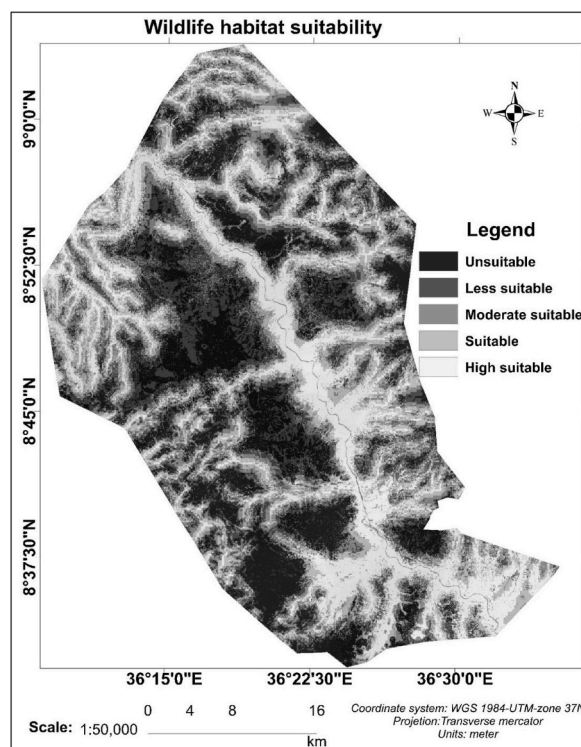 Wildlife habitat suitability
9°0'0"N
8°52'30"N
8°45'0"N
8°37'30"N
N
W E
S
Legend
Unsuitable
Less suitable
Moderate suitable
Suitable
High suitable
36°15'0"E 36°22'30"E 36°30'0"E
Scale: 1:50,000
0 4 8 16
km
Coordinate system: WGS 1984-UTM-zone 37N
Projetion:Transverse mercator
Units: meter